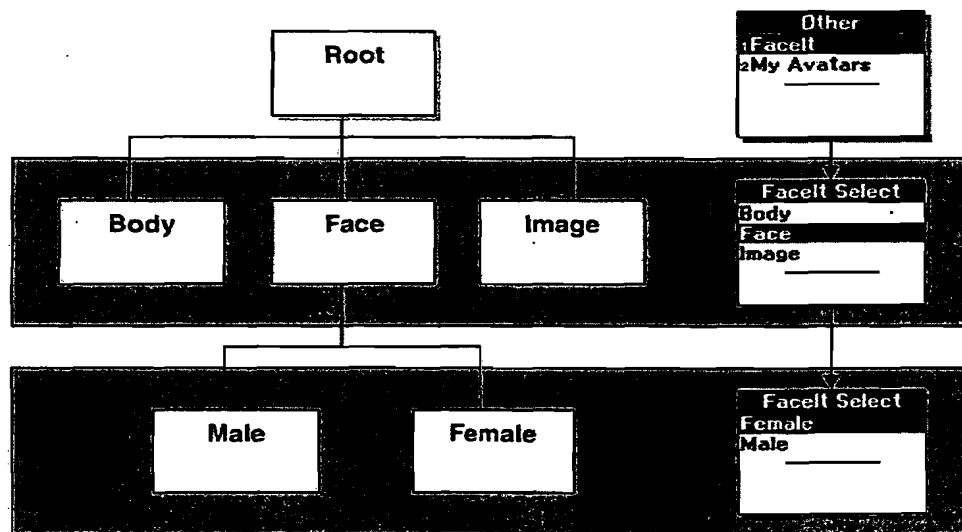 Root
Other
1FaceIt
2My Avatars
Body
Face
Image
FaceIt Select
Body
Face
Image
Male
Female
FaceIt Select
Female
Male